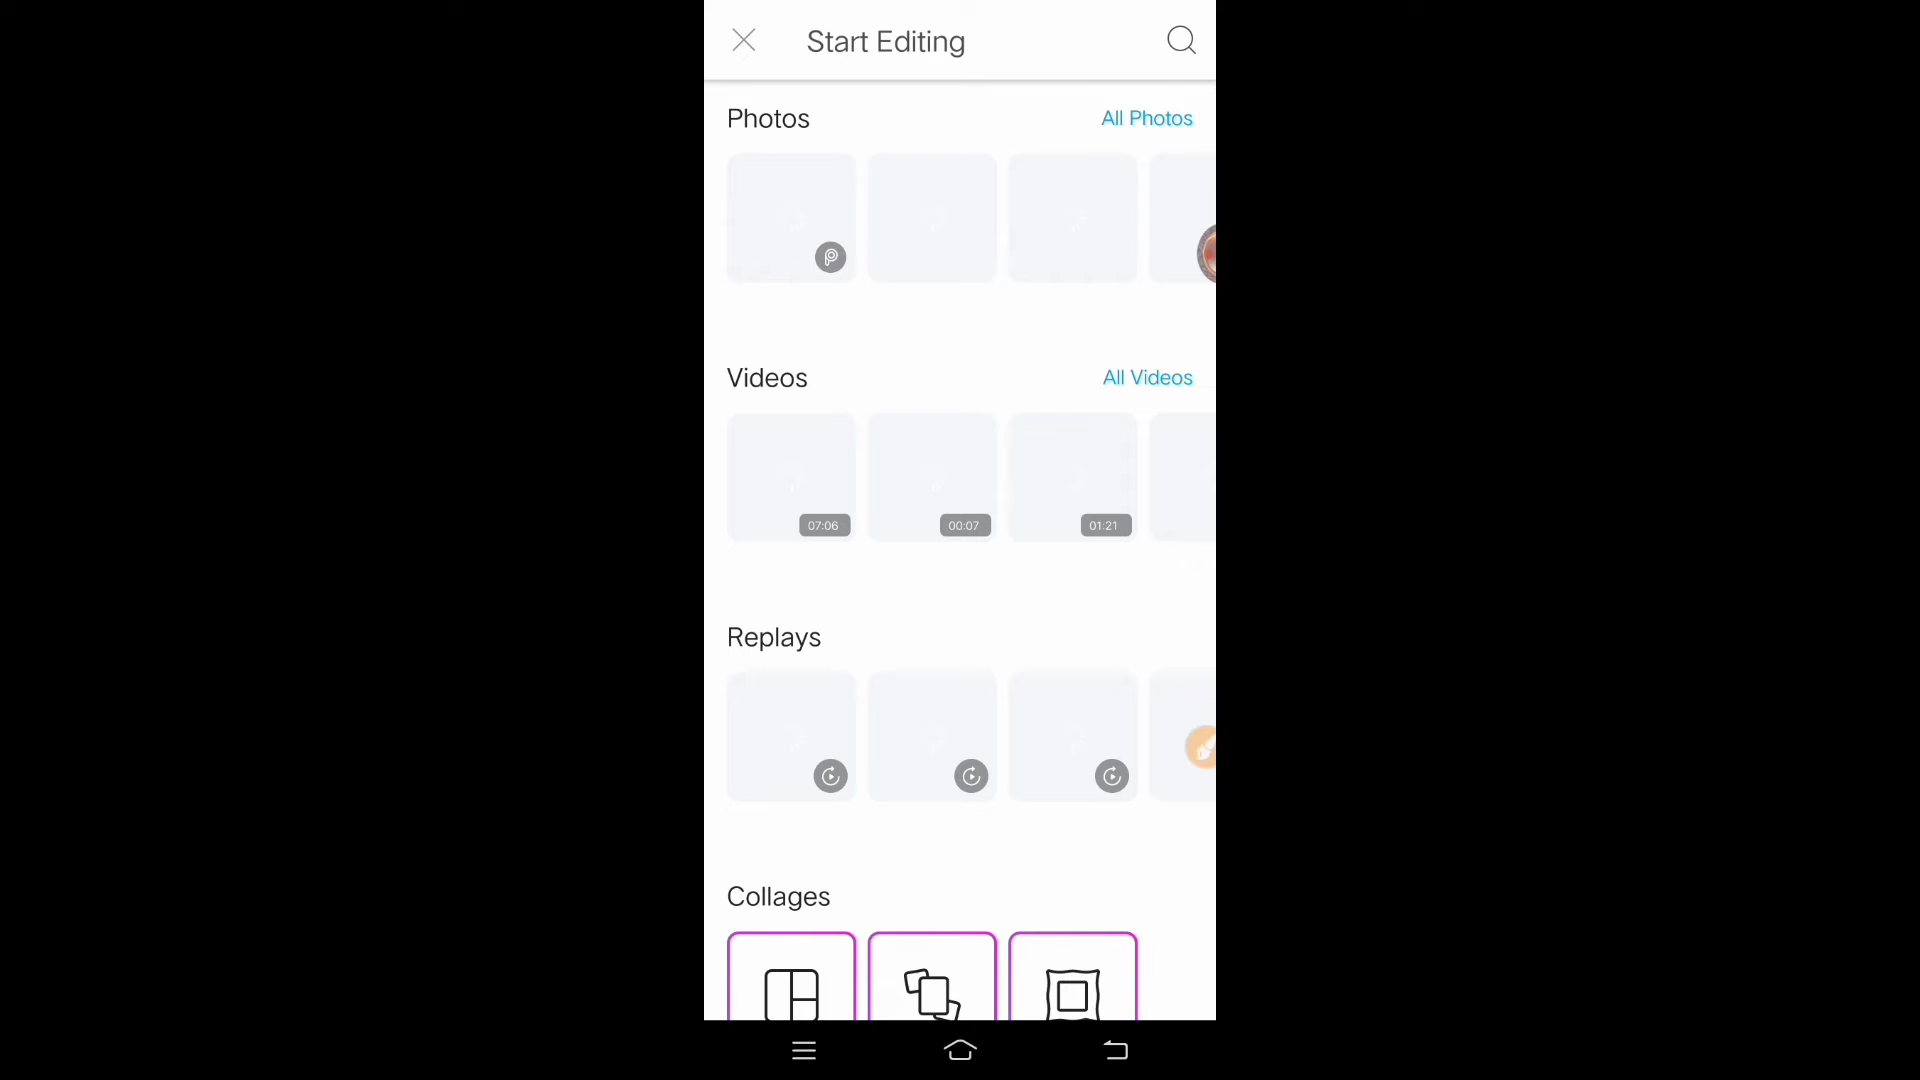 Start Editing
Photos
All Photos
Videos
All Videos
07:06
00:07
01:21
Replays
Collages